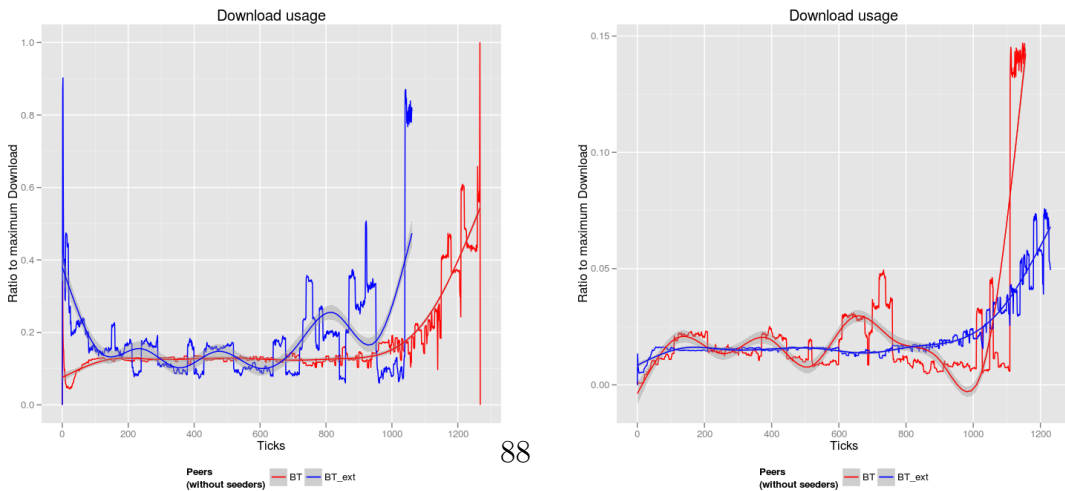 Download usage
Ratio to maximum Download
1.0
0.8
0.6
0.4
0.2
0.0
0
200
400
600
800
1000
1200
Ticks
Peers
(without seeders)
BT
BT_ext
Download usage
Ratio to maximum Download
0.15
0.10
0.05
0.00
0
200
400
600
800
1000
1200
Ticks
Peers
(without seeders)
BT
BT_ext
88